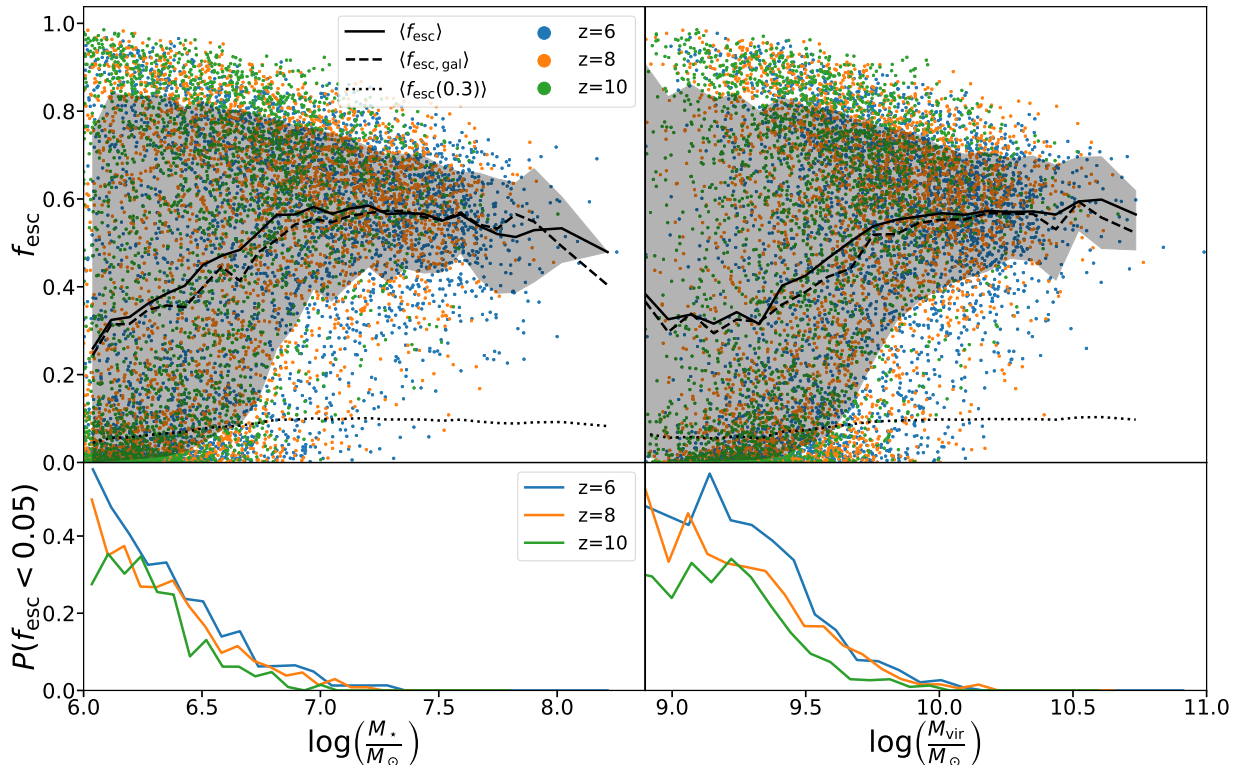 1.0
0.8
0.6
0.4
0.2
0.0
f_esc
⟨f_esc⟩
⟨f_esc, gal⟩
⟨f_esc(0.3)⟩
z=6
z=8
z=10
0.4
0.2
0.0
P(f_esc < 0.05)
z=6
z=8
z=10
6.0 6.5 7.0 7.5 8.0
9.0 9.5 10.0 10.5 11.0
log(M⋆/M⊙)
log(M_vir/M⊙)